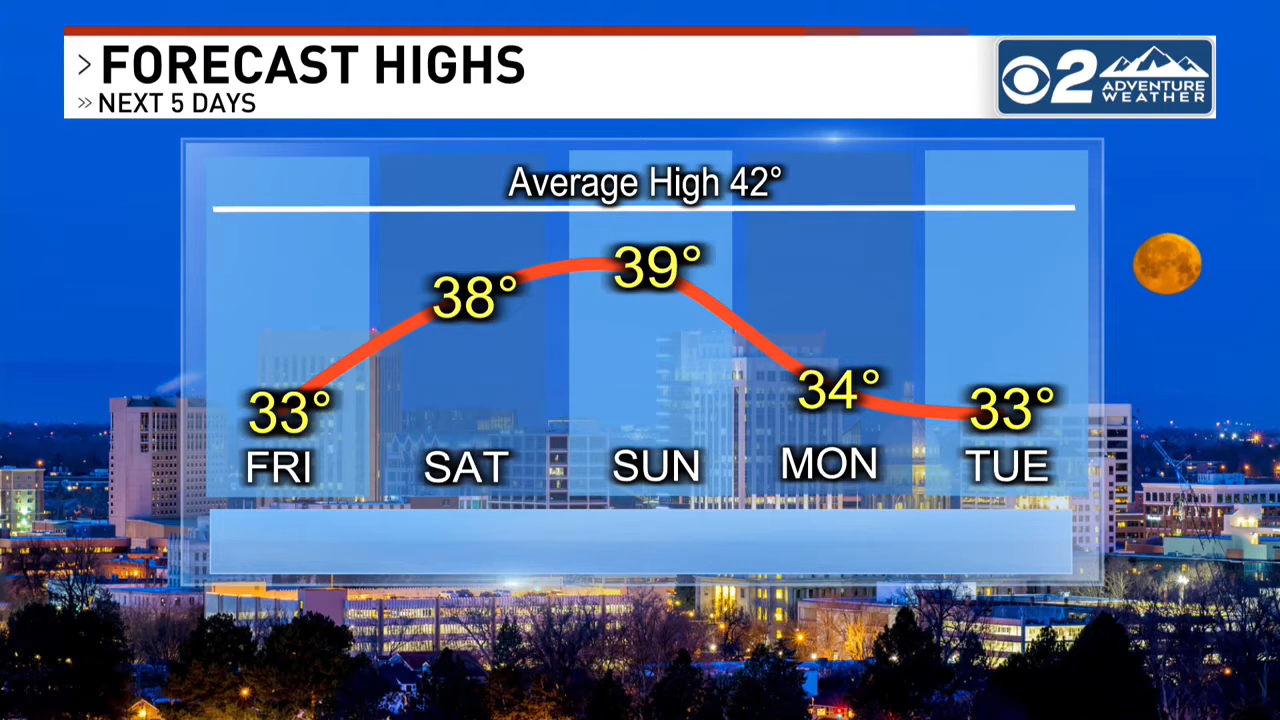 > FORECAST HIGHS
» NEXT 5 DAYS
2 ADVENTURE WEATHER
Average High 42°
33° 38° 39° 34° 33°
FRI SAT SUN MON TUE